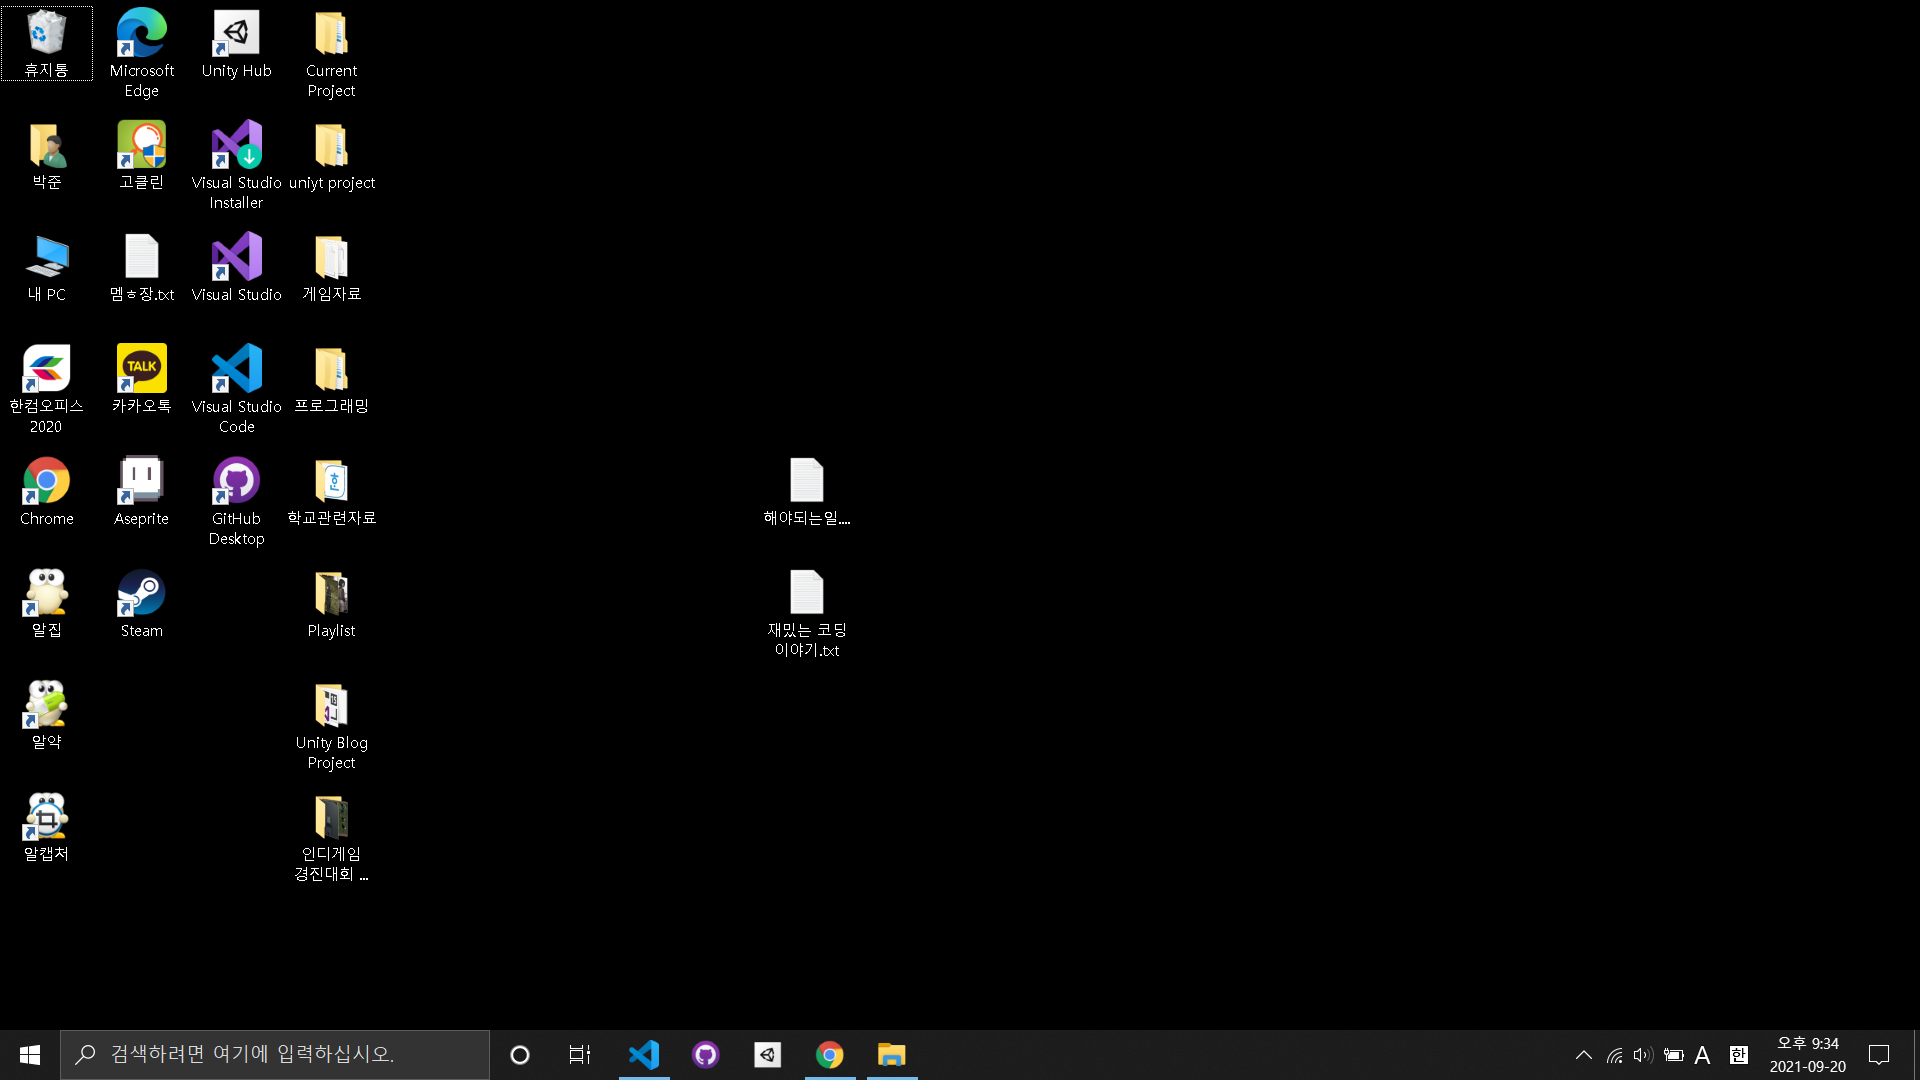 휴지통
Microsoft
Edge
Unity Hub
Current
Project
박준
고클린
Visual Studio
Installer
uniyt project
내 PC
멤ㅎ장.txt
Visual Studio
게임자료
한컴오피스
2020
TALK
카카오톡
Visual Studio
Code
프로그래밍
Chrome
Aseprite
GitHub
Desktop
학교관련자료
해야되는일....
알집
Steam
Playlist
재밌는 코딩
이야기.txt
알약
Unity Blog
Project
알캡처
인디게임
경진대회 ...
검색하려면 여기에 입력하십시오.
A
한
오후 9:34
2021-09-20